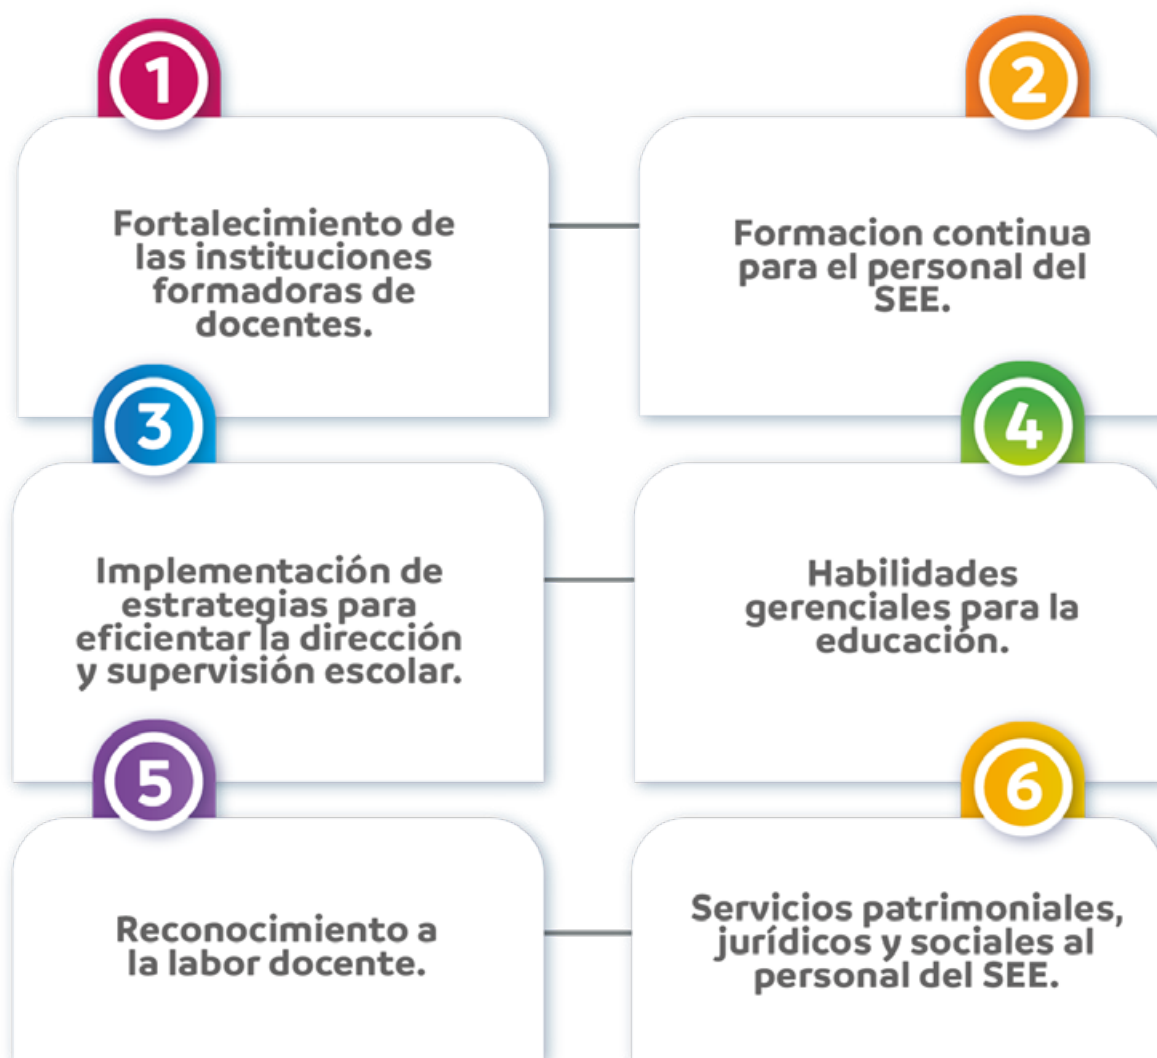 1
Fortalecimiento de
las instituciones
formadoras de
docentes.
2
Formacion continua
para el personal del
SEE.
3
Implementación de
estrategias para
eficientar la dirección
y supervisión escolar.
4
Habilidades
gerenciales para la
educación.
5
Reconocimiento a
la labor docente.
6
Servicios patrimoniales,
jurídicos y sociales al
personal del SEE.